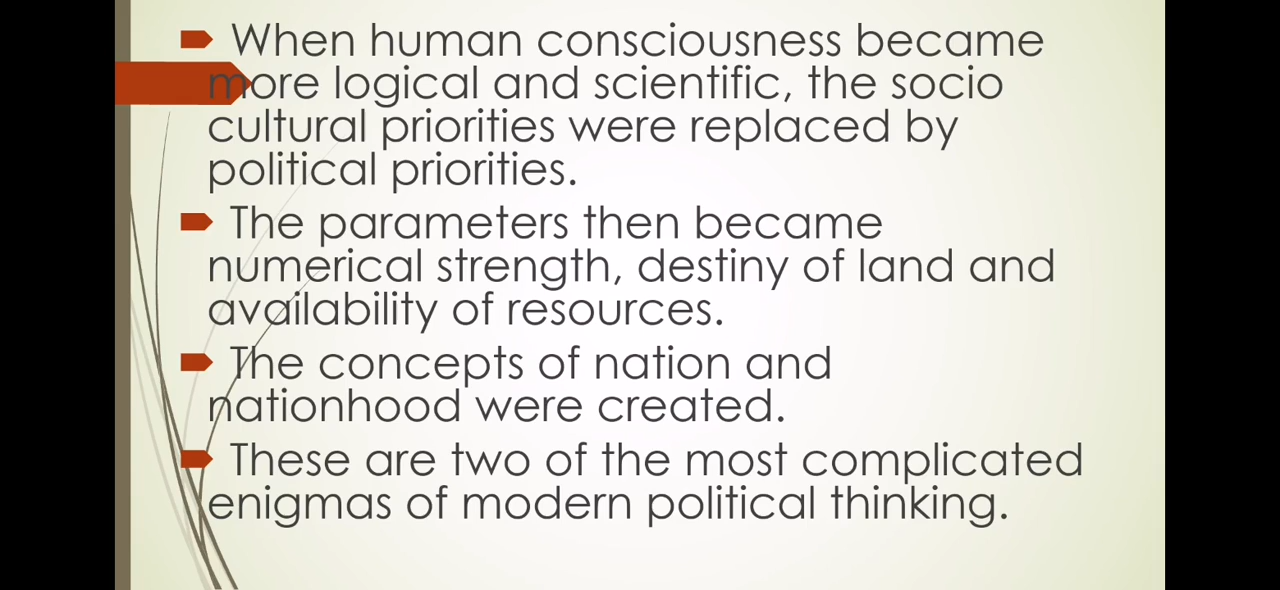 When human consciousness became
more logical and scientific, the socio
cultural priorities were replaced by
political priorities.
The parameters then became
numerical strength, destiny of land and
availability of resources.
The concepts of nation and
nationhood were created.
These are two of the most complicated
enigmas of modern political thinking.